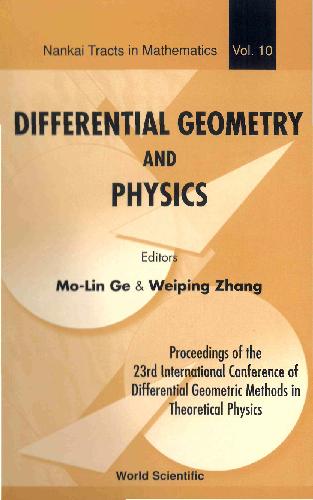 Nankai Tracts in Mathematics Vol. 10
DIFFERENTIAL GEOMETRY
AND
PHYSICS
Editors
Mo-Lin Ge & Weiping Zhang
Proceedings of the
23rd International Conference of
Differential Geometric Methods in
Theoretical Physics
World Scientific